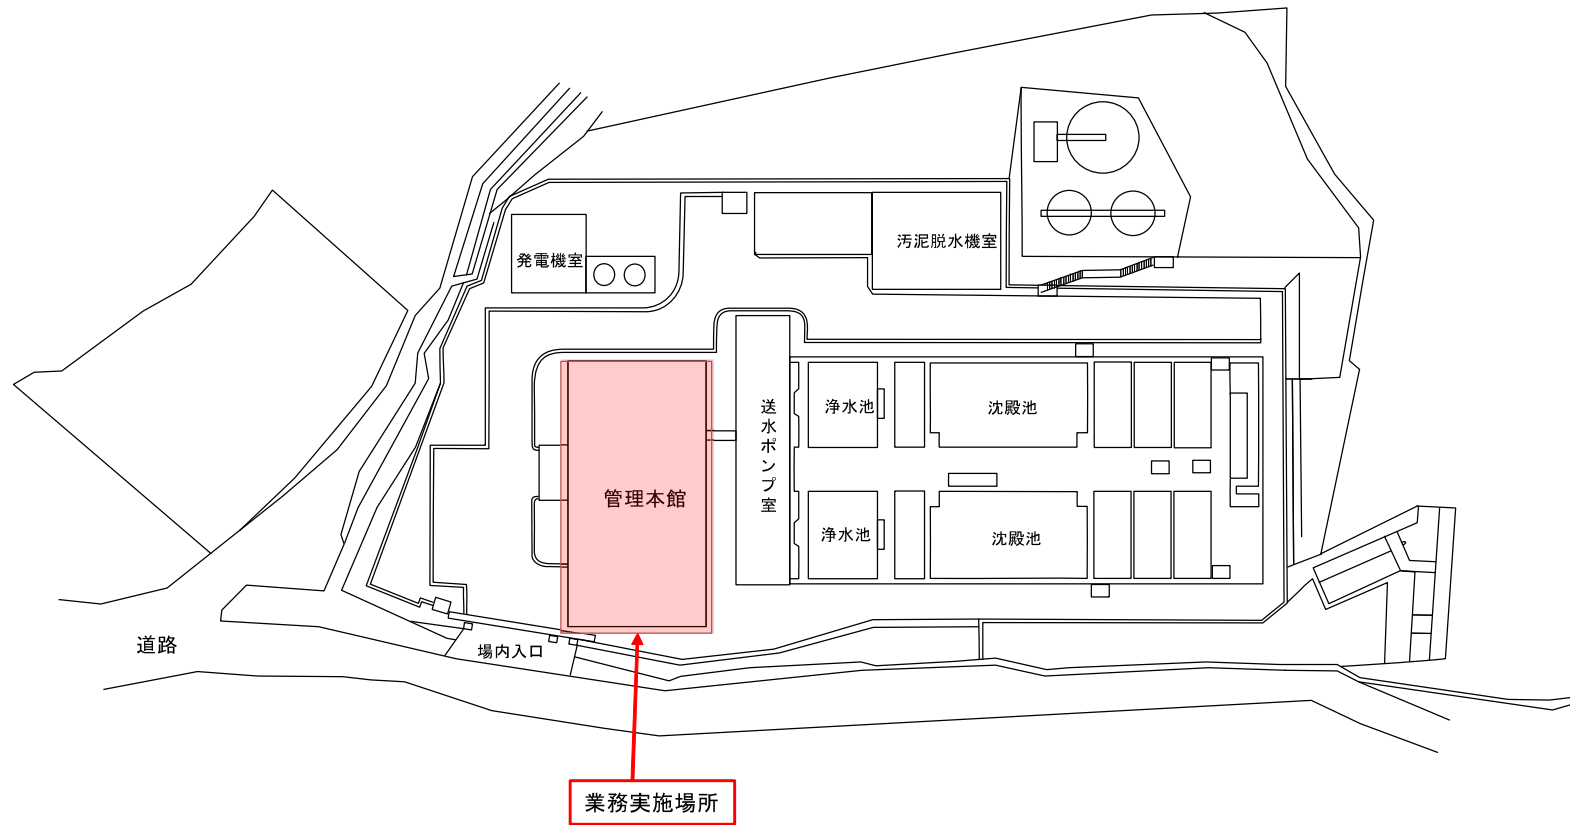 汚泥脱水機室
発電機室
浄水池
沈殿池
送水ポンプ室
管理本館
浄水池
沈殿池
道路
場内入口
業務実施場所